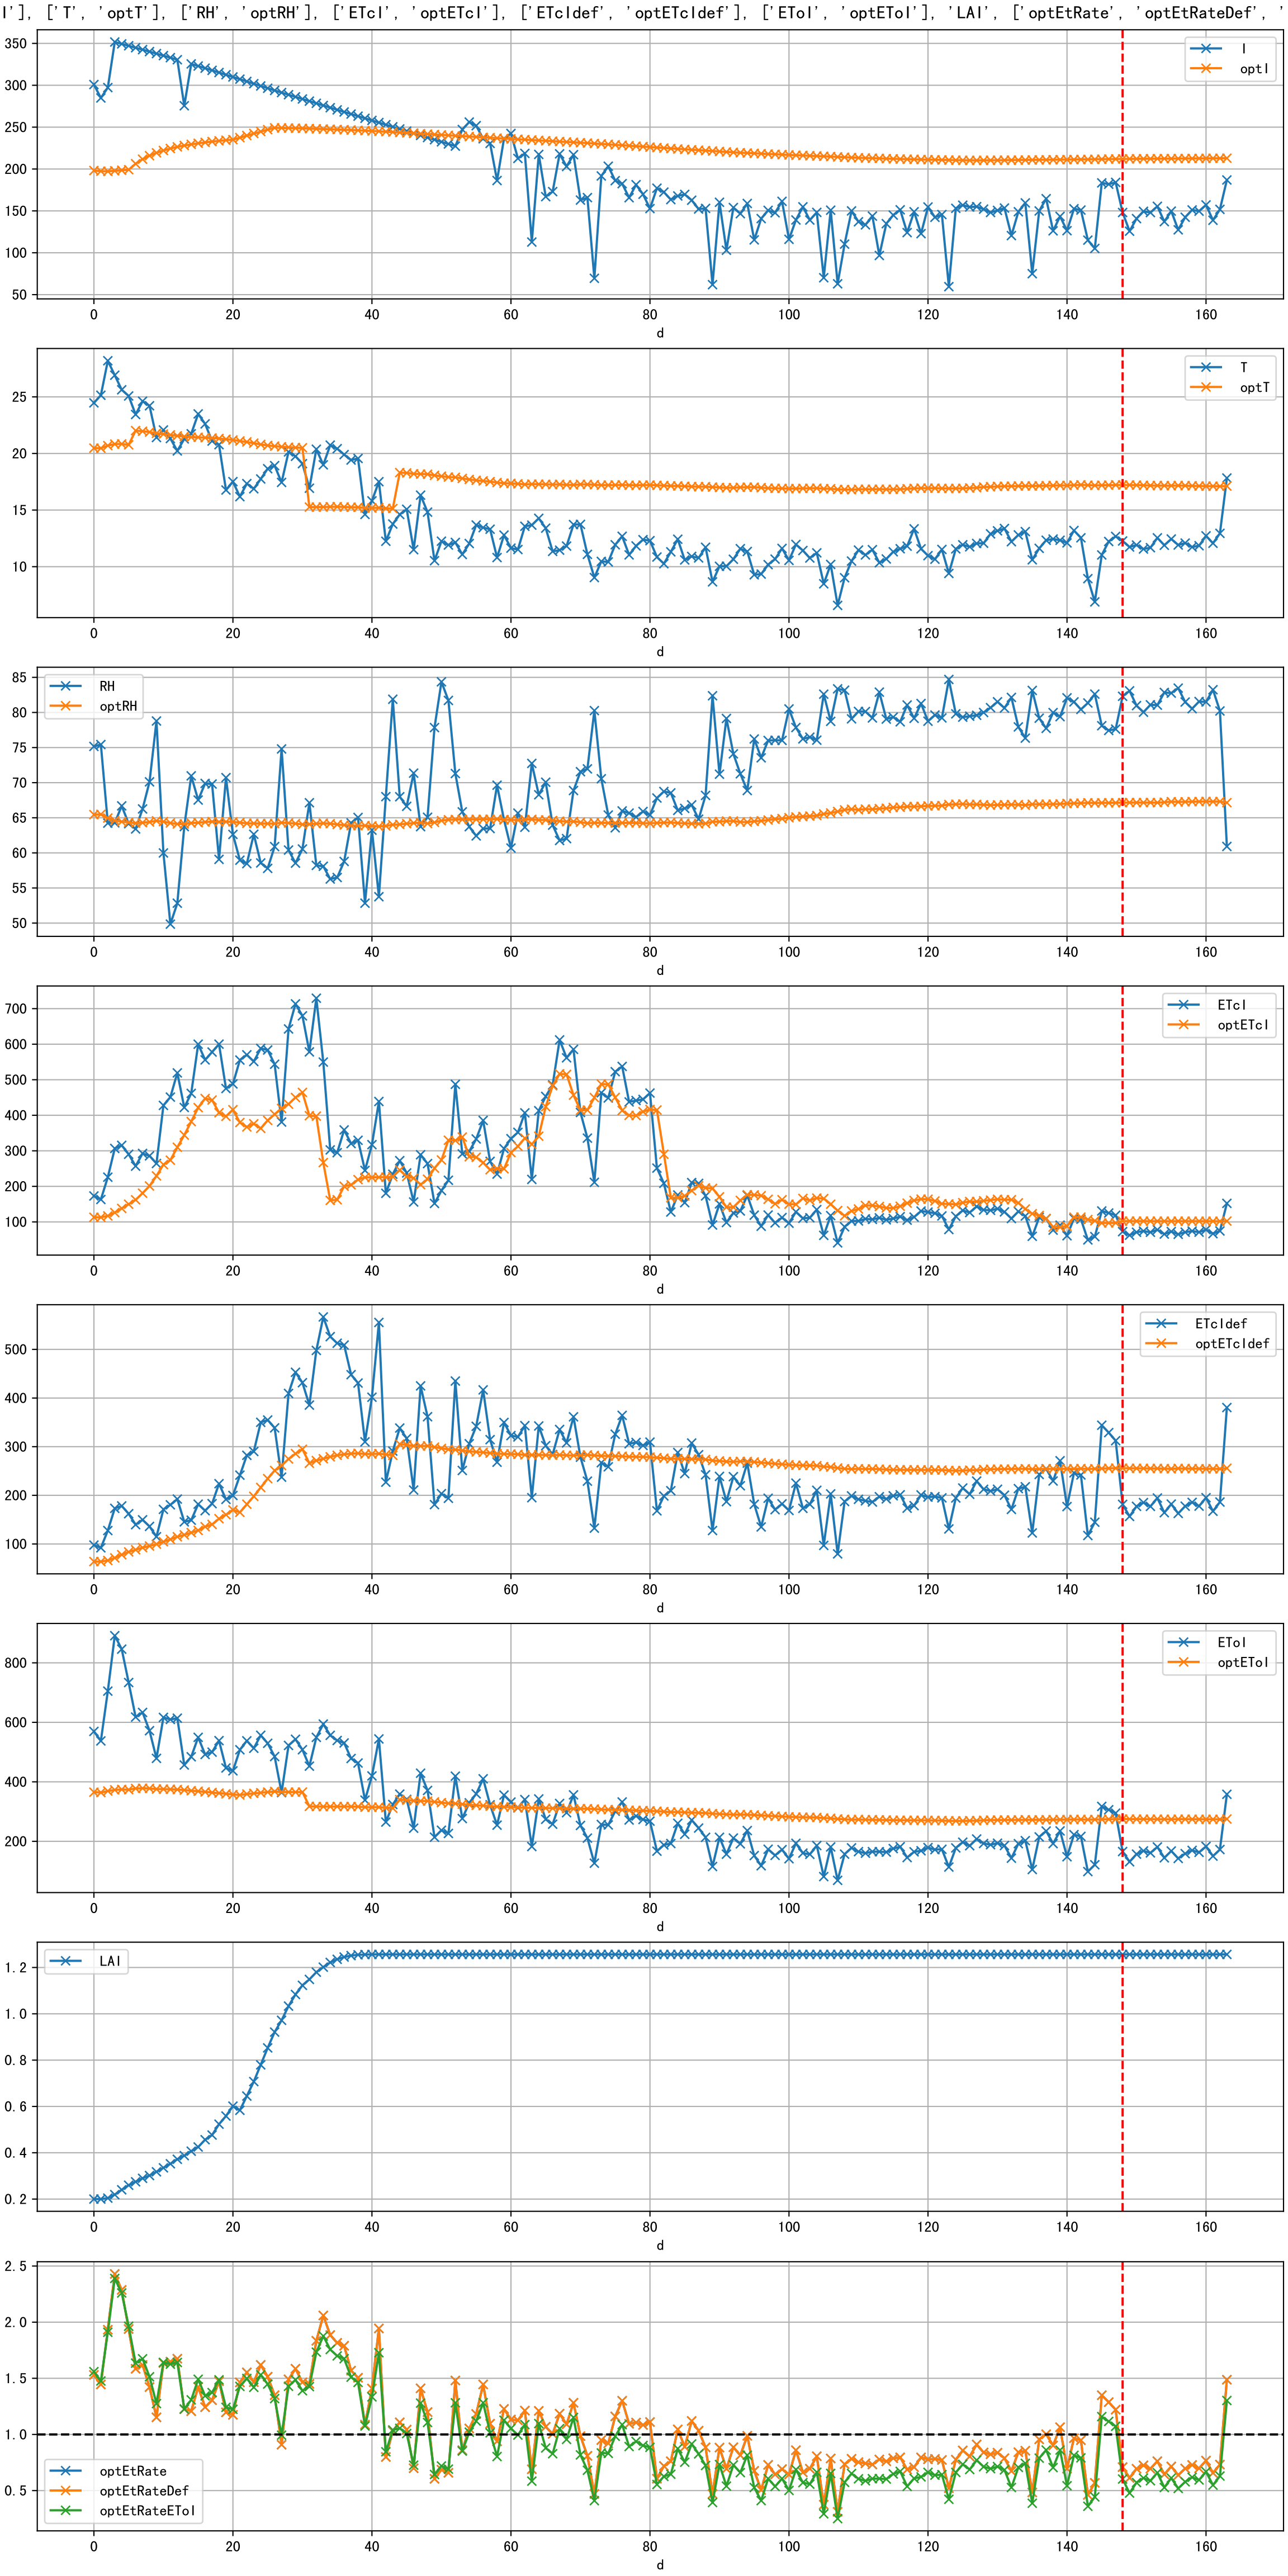 I'], ['T', 'optT'], ['RH', 'optRH'], ['ETcI', 'optETcI'], ['ETcIdef', 'optETcIdef'], ['EToI', 'optEToI'], 'LAI', ['optEtRate', 'optEtRateDef', '
350
300
250
200
150
100
50
I
optI
0 20 40 60 80 100 120 140 160
d
25
20
15
10
T
optT
0 20 40 60 80 100 120 140 160
d
85
80
75
70
65
60
55
50
RH
optRH
0 20 40 60 80 100 120 140 160
d
700
600
500
400
300
200
100
ETcI
optETcI
0 20 40 60 80 100 120 140 160
d
500
400
300
200
100
ETcIdef
optETcIdef
0 20 40 60 80 100 120 140 160
d
800
600
400
200
EToI
optEToI
0 20 40 60 80 100 120 140 160
d
1.2
1.0
0.8
0.6
0.4
0.2
LAI
0 20 40 60 80 100 120 140 160
d
2.5
2.0
1.5
1.0
0.5
optEtRate
optEtRateDef
optEtRateEToI
0 20 40 60 80 100 120 140 160
d